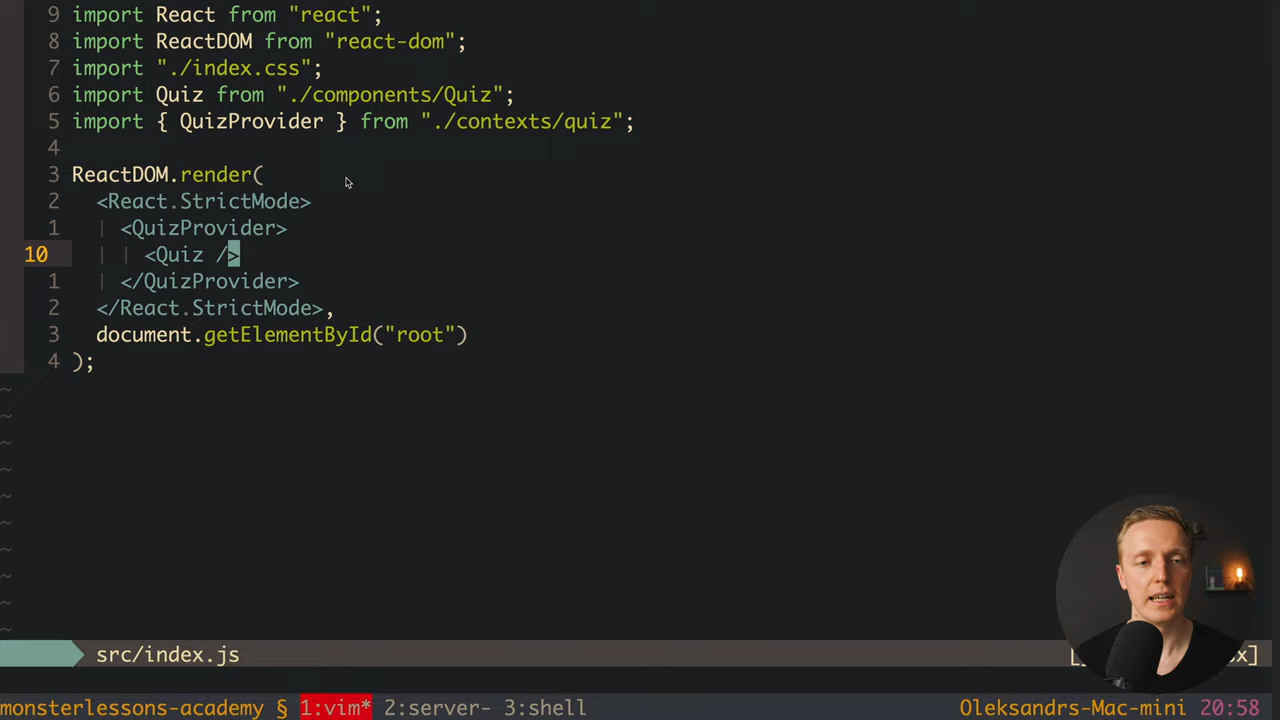 9 import React from "react";
8 import ReactDOM from "react-dom";
7 import "./index.css";
6 import Quiz from "./components/Quiz";
5 import { QuizProvider } from "./contexts/quiz";
4
3 ReactDOM.render(
2 <React.StrictMode>
1 | <QuizProvider>
10 | | <Quiz />
1 | </QuizProvider>
2 </React.StrictMode>,
3 document.getElementById("root")
4 );
~
~
~
~
~
~
~
~
~
~
src/index.js
monsterlessons-academy § 1:vim* 2:server- 3:shell Oleksandrs-Mac-mini 20:58